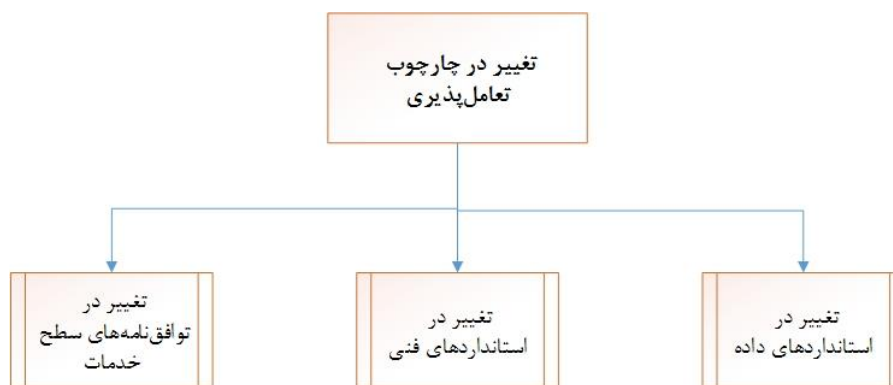 تغییر در چارچوب
تعامل‌پذیری
تغییر در
استانداردهای داده
تغییر در
استانداردهای فنی
تغییر در
توافق‌نامه‌های سطح
خدمات